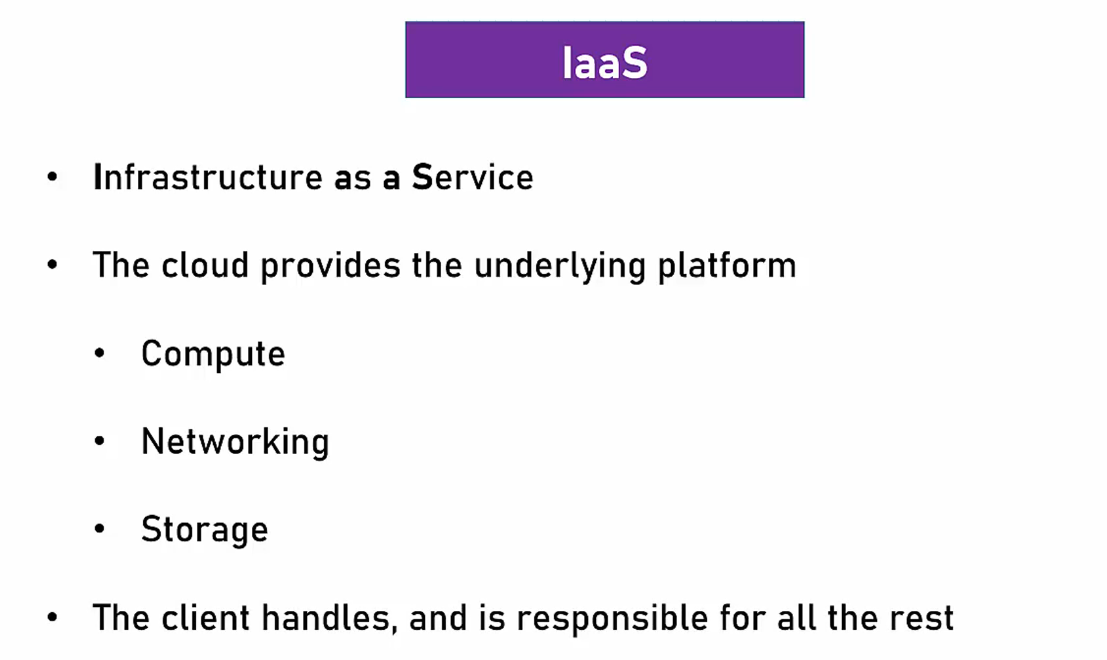 IaaS
• Infrastructure as a Service
• The cloud provides the underlying platform
• Compute
• Networking
• Storage
• The client handles, and is responsible for all the rest